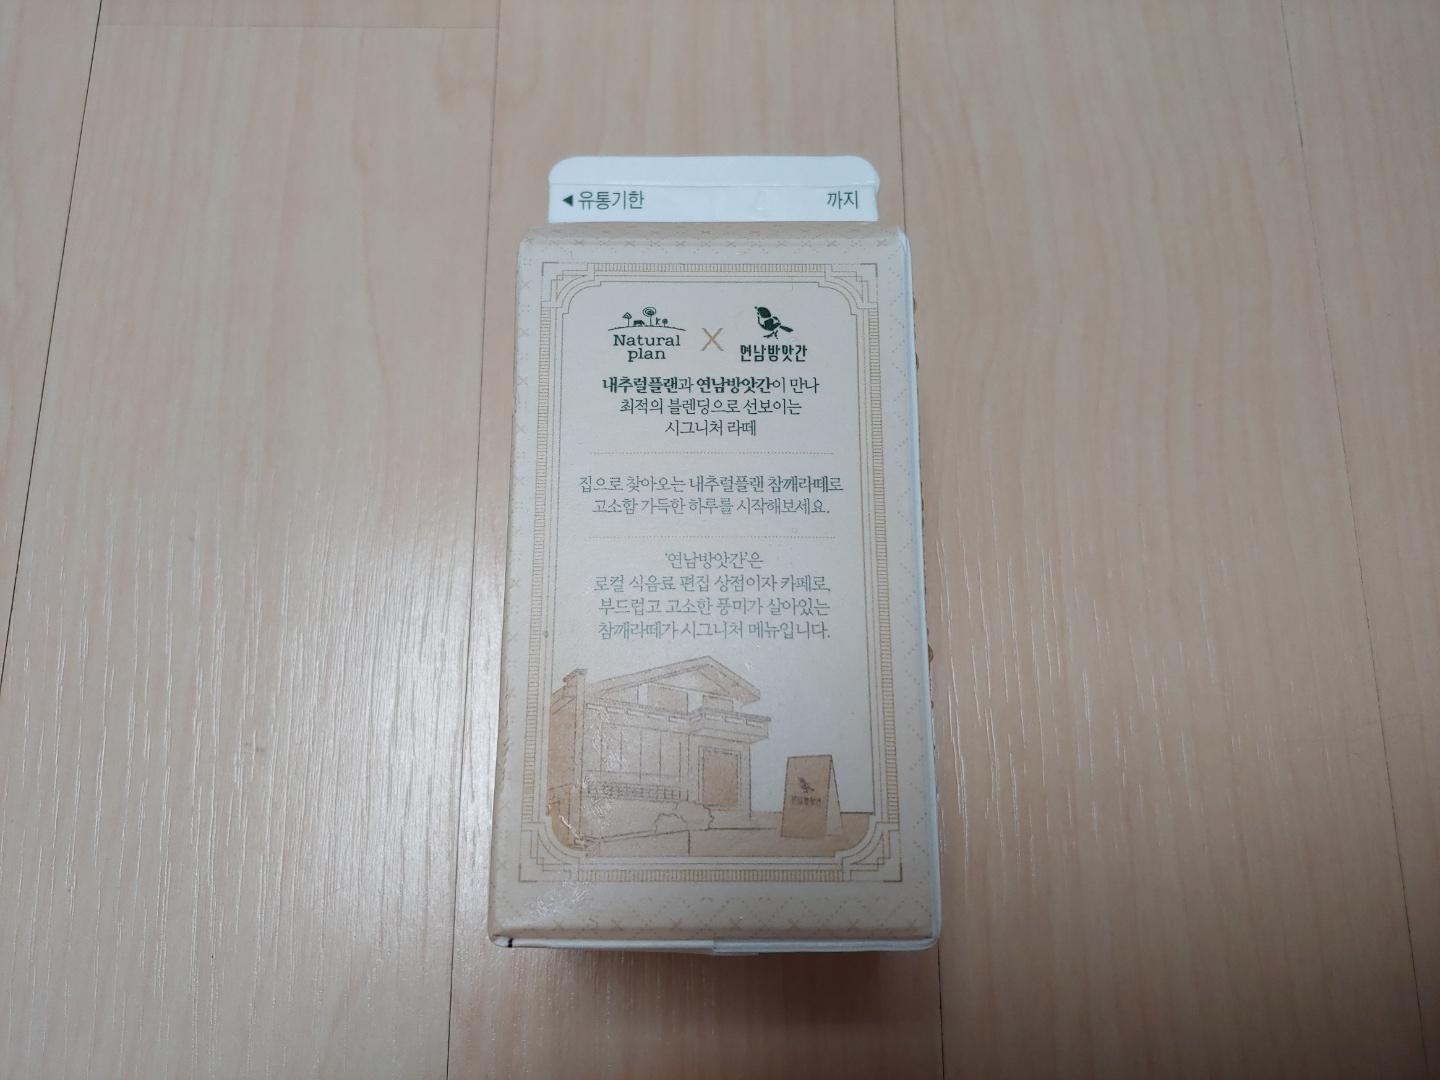 ◀유통기한 까지
Natural plan X 연남방앗간
내추럴플랜과 연남방앗간이 만나
최적의 블렌딩으로 선보이는
시그니처 라떼
집으로 찾아오는 내추럴플랜 참깨라떼로
고소함 가득한 하루를 시작해보세요.
'연남방앗간'은
로컬 식음료 편집 상점이자 카페로,
부드럽고 고소한 풍미가 살아있는
참깨라떼가 시그니처 메뉴입니다.
연남방앗간